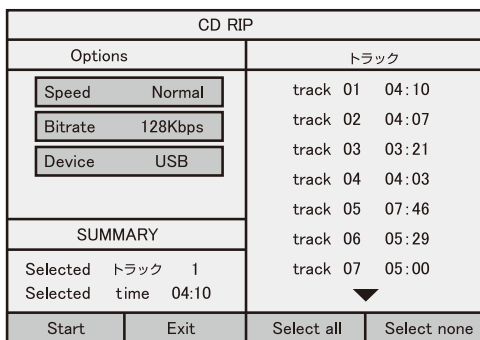 CD RIP
Options
Speed Normal
Bitrate 128Kbps
Device USB
SUMMARY
Selected トラック 1
Selected time 04:10
トラック
track 01 04:10
track 02 04:07
track 03 03:21
track 04 04:03
track 05 07:46
track 06 05:29
track 07 05:00
Start Exit Select all Select none